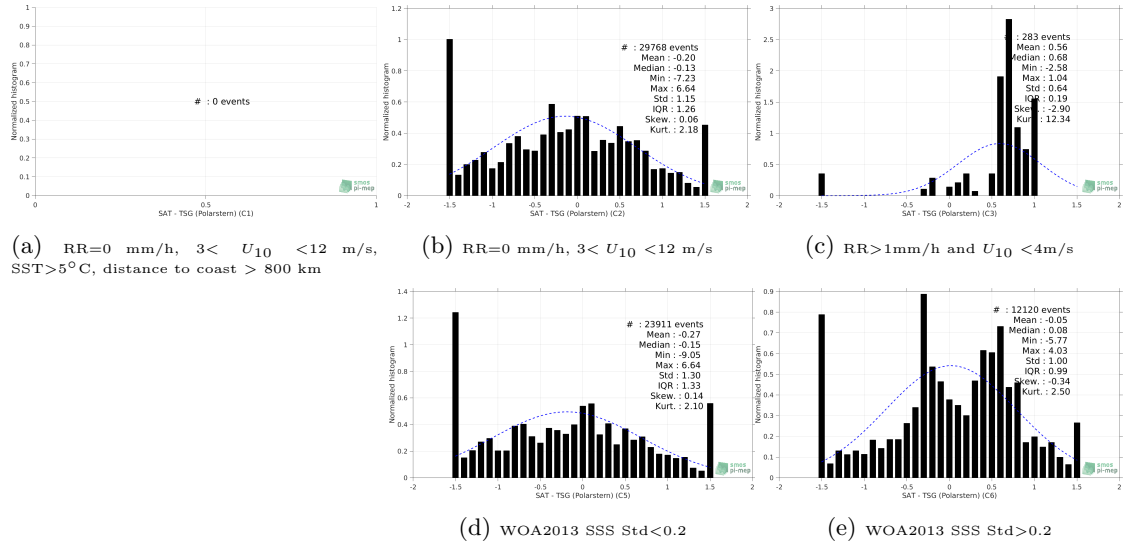 1
0.9
0.8
0.7
0.6
0.5
0.4
0.3
0.2
0.1
0
Normalized histogram
# : 0 events
0 0.5 1
SAT - TSG (Polarstern) (C1)
smos
pi-mep
(a) RR=0 mm/h, 3< U10 <12 m/s,
SST>5°C, distance to coast > 800 km
1.2
1
0.8
0.6
0.4
0.2
0
Normalized histogram
# : 29768 events
Mean : -0.20
Median : -0.13
Min : -7.23
Max : 6.64
Std : 1.15
IQR : 1.26
Skew. : 0.06
Kurt. : 2.18
-2 -1.5 -1 -0.5 0 0.5 1 1.5 2
SAT - TSG (Polarstern) (C2)
smos
pi-mep
(b) RR=0 mm/h, 3< U10 <12 m/s
3
2.5
2
1.5
1
0.5
0
Normalized histogram
# : 283 events
Mean : 0.56
Median : 0.68
Min : -2.58
Max : 1.04
Std : 0.64
IQR : 0.19
Skew. : -2.90
Kurt. : 12.34
-2 -1.5 -1 -0.5 0 0.5 1 1.5 2
SAT - TSG (Polarstern) (C3)
smos
pi-mep
(c) RR>1mm/h and U10 <4m/s
1.4
1.2
1
0.8
0.6
0.4
0.2
0
Normalized histogram
# : 23911 events
Mean : -0.27
Median : -0.15
Min : -9.05
Max : 6.64
Std : 1.30
IQR : 1.33
Skew. : 0.14
Kurt. : 2.10
-2 -1.5 -1 -0.5 0 0.5 1 1.5 2
SAT - TSG (Polarstern) (C5)
smos
pi-mep
(d) WOA2013 SSS Std<0.2
0.9
0.8
0.7
0.6
0.5
0.4
0.3
0.2
0.1
0
Normalized histogram
# : 12120 events
Mean : -0.05
Median : 0.08
Min : -5.77
Max : 4.03
Std : 1.00
IQR : 0.99
Skew. : -0.34
Kurt. : 2.50
-2 -1.5 -1 -0.5 0 0.5 1 1.5 2
SAT - TSG (Polarstern) (C6)
smos
pi-mep
(e) WOA2013 SSS Std>0.2